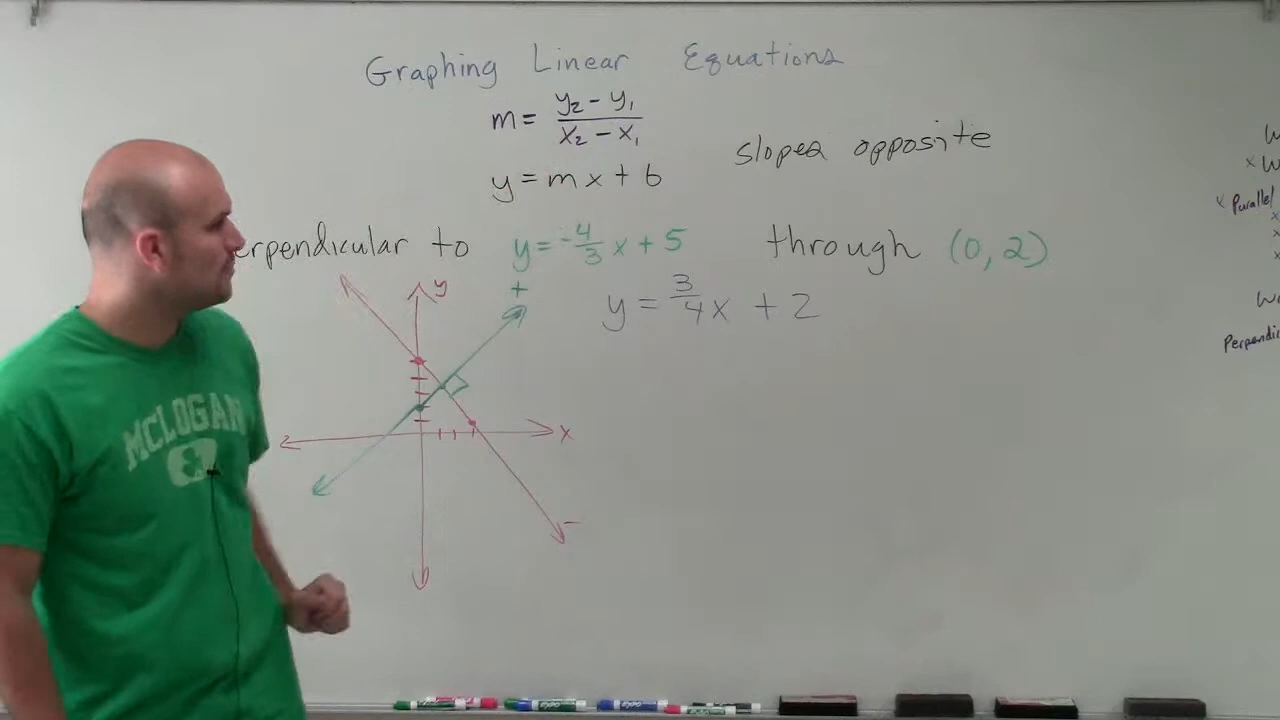 Graphing Linear Equations
m = y₂ - y₁ / x₂ - x₁
slopes opposite
y = mx + b
erpendicular to y = -4/3 x + 5 through (0, 2)
y = 3/4 x + 2
y
+
x
-
MCLOGAN
x
x Parallel
x
x
x
Perpendic